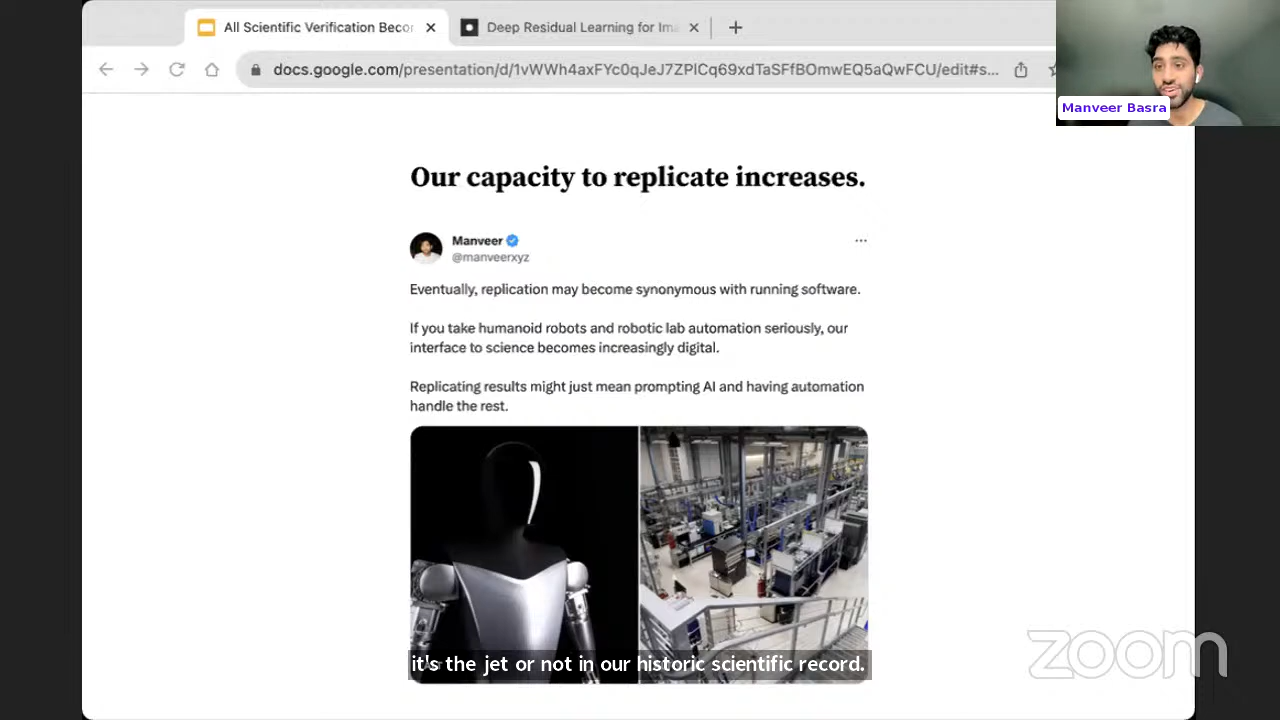 All Scientific Verification Becor
Deep Residual Learning for Ima
docs.google.com/presentation/d/1vWWh4axFYc0qJeJ7ZPlCq69xdTaSFfBOmwEQ5aQwFCU/edit#s...
Manveer Basra
Our capacity to replicate increases.
Manveer
@manveerxyz
Eventually, replication may become synonymous with running software.
If you take humanoid robots and robotic lab automation seriously, our
interface to science becomes increasingly digital.
Replicating results might just mean prompting AI and having automation
handle the rest.
it's the jet or not in our historic scientific record.
zoom